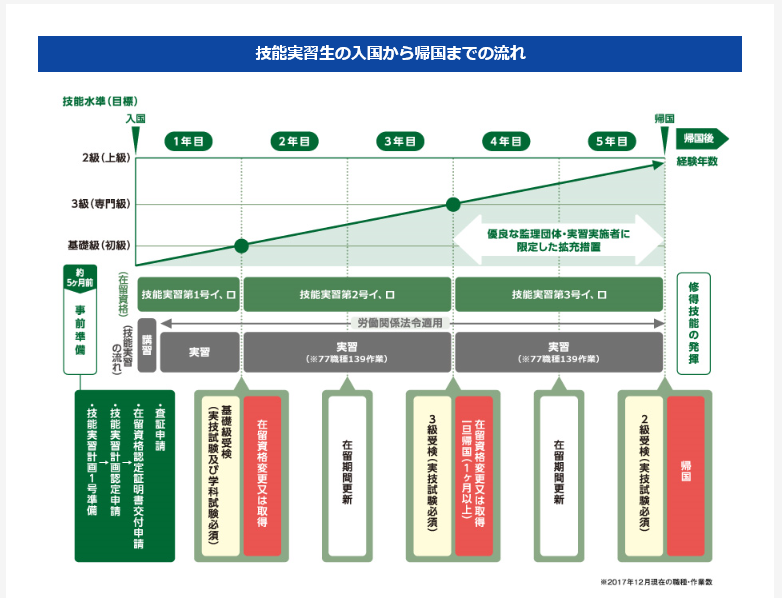 技能実習生の入国から帰国までの流れ
技能水準（目標）
入国
帰国
1年目
2年目
3年目
4年目
5年目
帰国後
経験年数
2級（上級）
3級（専門級）
基礎級（初級）
優良な監理団体・実習実施者に
限定した拡充措置
約
5ヶ月前
事前準備
（在留資格）
技能実習第1号イ、ロ
技能実習第2号イ、ロ
技能実習第3号イ、ロ
修得技能の発揮
（技能実習
の流れ）
講習
労働関係法令適用
実習
実習
（※77職種139作業）
実習
（※77職種139作業）
・査証申請
・在留資格認定証明書交付申請
→
・技能実習計画認定申請
→
・技能実習計画1号準備
基礎級受検
（実技試験及び学科試験必須）
在留資格変更又は取得
在留期間更新
3級受検（実技試験必須）
在留資格変更又は取得
一旦帰国（1ヶ月以上）
在留期間更新
2級受検（実技試験必須）
帰国
※2017年12月現在の職種・作業数